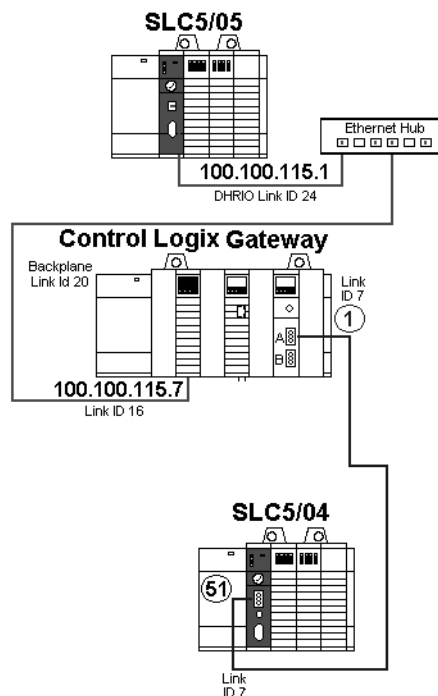 SLC5/05
Ethernet Hub
100.100.115.1
DHRIO Link ID 24
Control Logix Gateway
Backplane
Link Id 20
Link
ID 7
1
A
B
100.100.115.7
Link ID 16
SLC5/04
51
Link
ID 7